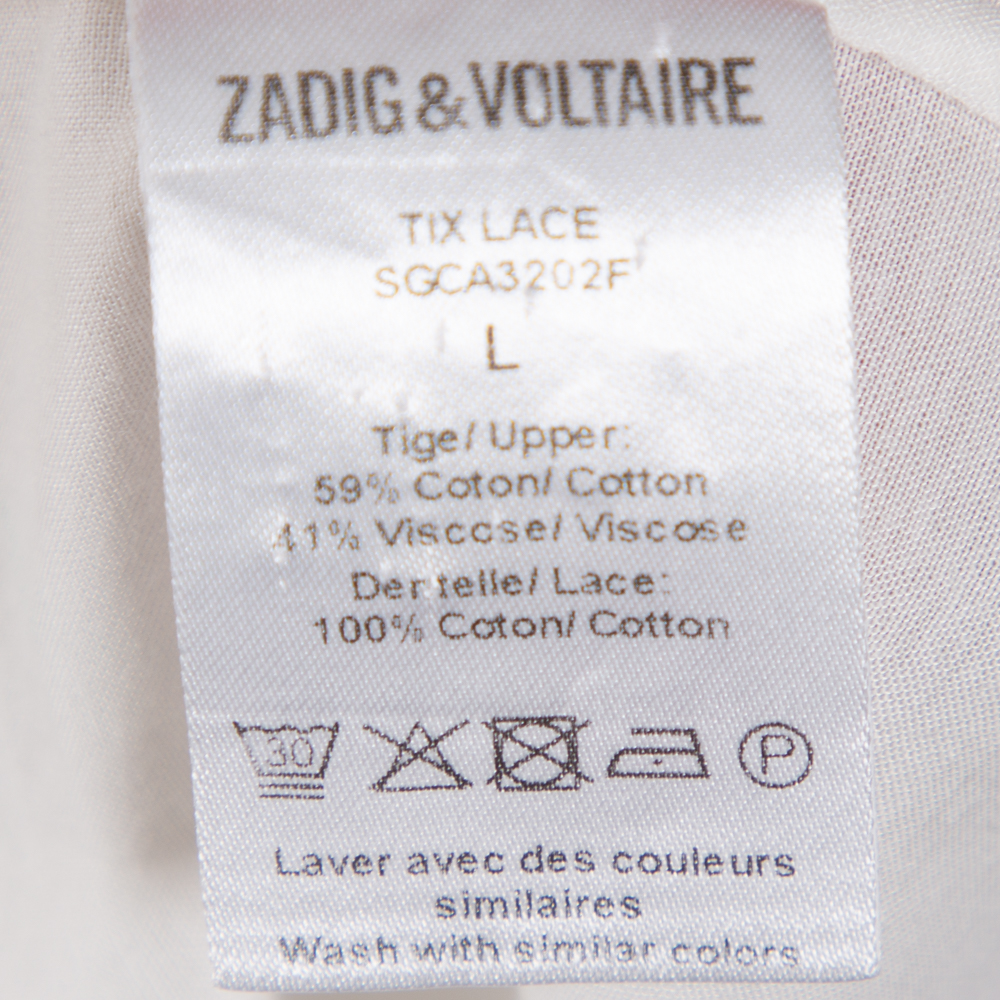 ZADIG&VOLTAIRE
TIX LACE
SGCA3202F
L
Tige/ Upper:
59% Coton/ Cotton
41% Viscose/ Viscose
Dentelle/ Lace:
100% Coton/ Cotton
30 P
Laver avec des couleurs
similaires
Wash with similar colors